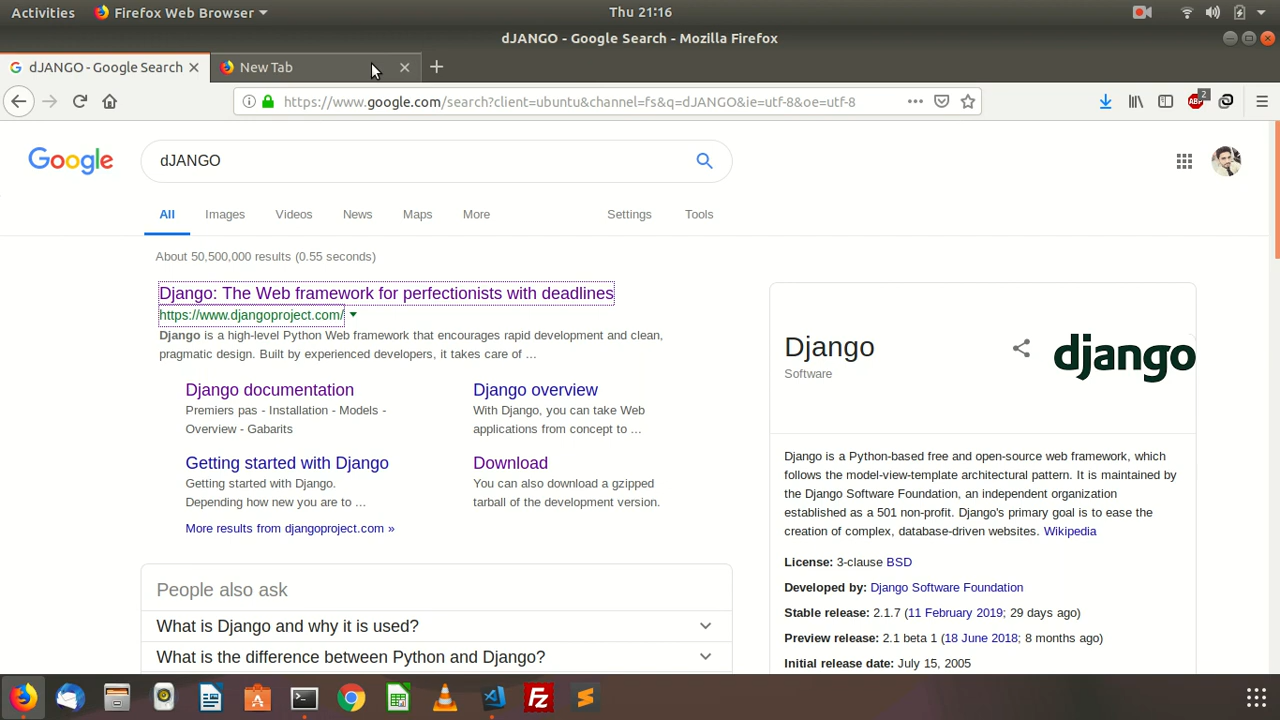 Activities Firefox Web Browser Thu 21:16
dJANGO - Google Search - Mozilla Firefox
dJANGO - Google Search New Tab
https://www.google.com/search?client=ubuntu&channel=fs&q=dJANGO&ie=utf-8&oe=utf-8 ABP 2
Google dJANGO
All Images Videos News Maps More Settings Tools
About 50,500,000 results (0.55 seconds)
Django: The Web framework for perfectionists with deadlines
https://www.djangoproject.com/
Django is a high-level Python Web framework that encourages rapid development and clean,
pragmatic design. Built by experienced developers, it takes care of ...
Django documentation
Premiers pas - Installation - Models -
Overview - Gabarits
Django overview
With Django, you can take Web
applications from concept to ...
Getting started with Django
Getting started with Django.
Depending how new you are to ...
Download
You can also download a gzipped
tarball of the development version.
More results from djangoproject.com »
People also ask
What is Django and why it is used?
What is the difference between Python and Django?
Django
Software
django
Django is a Python-based free and open-source web framework, which
follows the model-view-template architectural pattern. It is maintained by
the Django Software Foundation, an independent organization
established as a 501 non-profit. Django's primary goal is to ease the
creation of complex, database-driven websites. Wikipedia
License: 3-clause BSD
Developed by: Django Software Foundation
Stable release: 2.1.7 (11 February 2019; 29 days ago)
Preview release: 2.1 beta 1 (18 June 2018; 8 months ago)
Initial release date: July 15, 2005
Fz